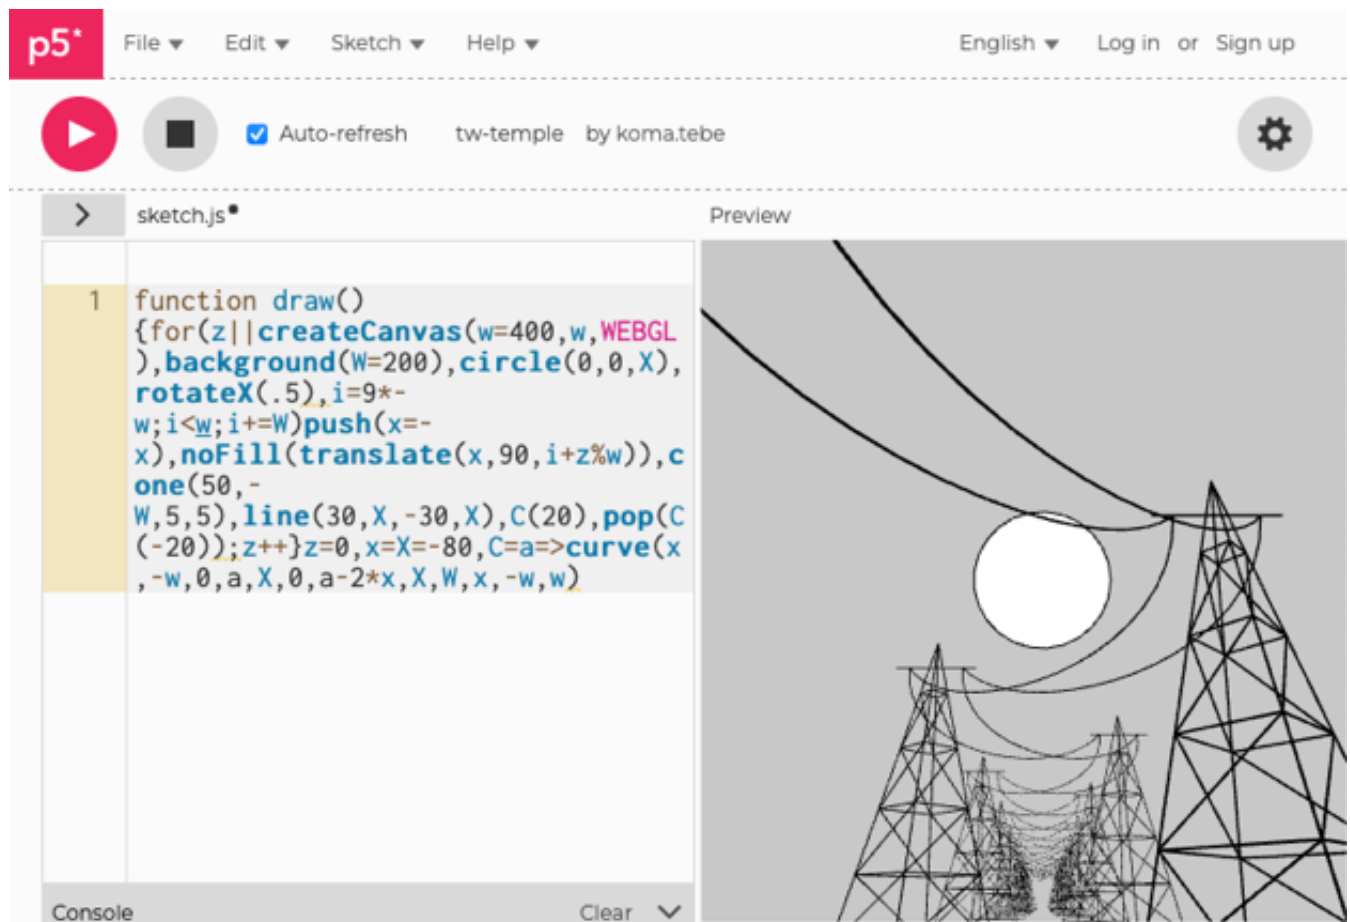 p5*
File Edit Sketch Help English Log in or Sign up
Auto-refresh tw-temple by koma.tebe
sketch.js
Preview
1
function draw()
{for(z||createCanvas(w=400,w,WEBGL
),background(W=200),circle(0,0,X),
rotateX(.5),i=9*-
w;i<w;i+=W)push(x=-
x),noFill(translate(x,90,i+z%w)),c
one(50,-
W,5,5),line(30,X,-30,X),C(20),pop(C
(-20));z++}z=0,x=X=-80,C=a=>curve(x
,-w,0,a,X,0,a-2*x,X,W,x,-w,w)
Console Clear